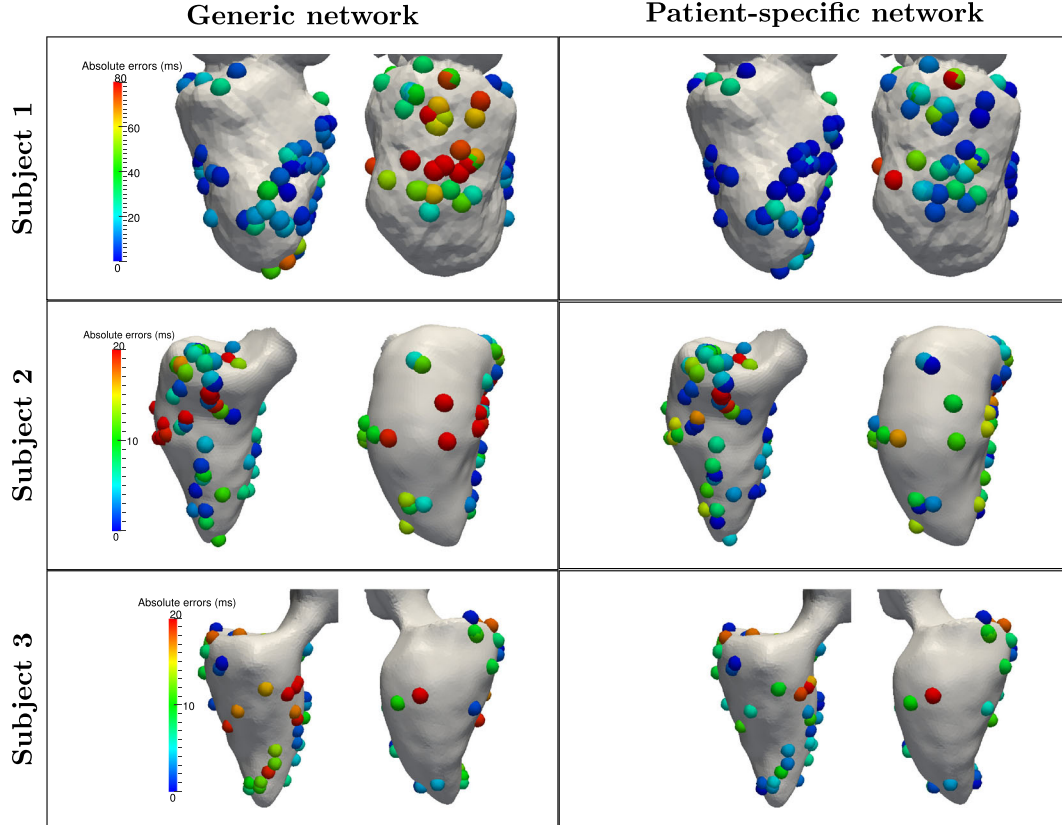 Generic network
Patient-specific network
Subject 1
Absolute errors (ms)
80
60
40
20
0
Subject 2
Absolute errors (ms)
20
10
0
Subject 3
Absolute errors (ms)
20
10
0